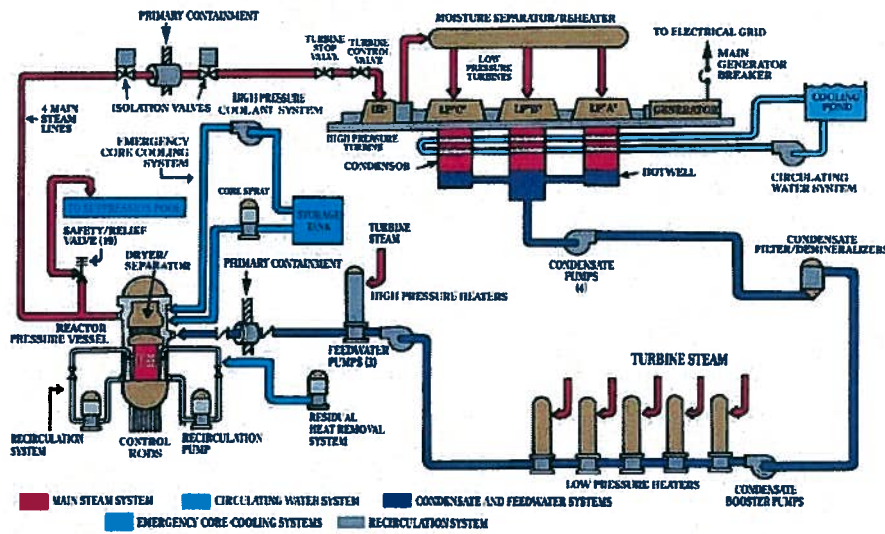 PRIMARY CONTAINMENT
MOISTURE SEPARATOR/REHEATER
TO ELECTRICAL GRID
TURBINE
STOP
VALVE
TURBINE
CONTROL
VALVE
LOW
PRESSURE
TURBINES
MAIN
GENERATOR
BREAKER
ISOLATION VALVES
HIGH PRESSURE
COOLANT SYSTEM
4 MAIN
STEAM
LINES
HP
LP"C"
LP"B"
LP"A"
GENERATOR
COOLING
POND
EMERGENCY
CORE COOLING
SYSTEM
HIGH PRESSURE
TURBINE
CONDENSOR
HOTWELL
CIRCULATING
WATER SYSTEM
CORE SPRAY
TO SUPPRESSION POOL
STORAGE
TANK
SAFETY/RELIEF
VALVE (19)
TURBINE
STEAM
DRYER/
SEPARATOR
PRIMARY CONTAINMENT
CONDENSATE
PUMPS (4)
CONDENSATE
FILTER/DEMINERALIZERS
HIGH PRESSURE HEATERS
REACTOR
PRESSURE VESSEL
FEEDWATER
PUMPS (3)
TURBINE STEAM
RECIRCULATION
SYSTEM
CONTROL
RODS
RECIRCULATION
PUMP
RESIDUAL
HEAT REMOVAL
SYSTEM
LOW PRESSURE HEATERS
CONDENSATE
BOOSTER PUMPS
MAIN STEAM SYSTEM
CIRCULATING WATER SYSTEM
CONDENSATE AND FEEDWATER SYSTEMS
EMERGENCY CORE COOLING SYSTEMS
RECIRCULATION SYSTEM